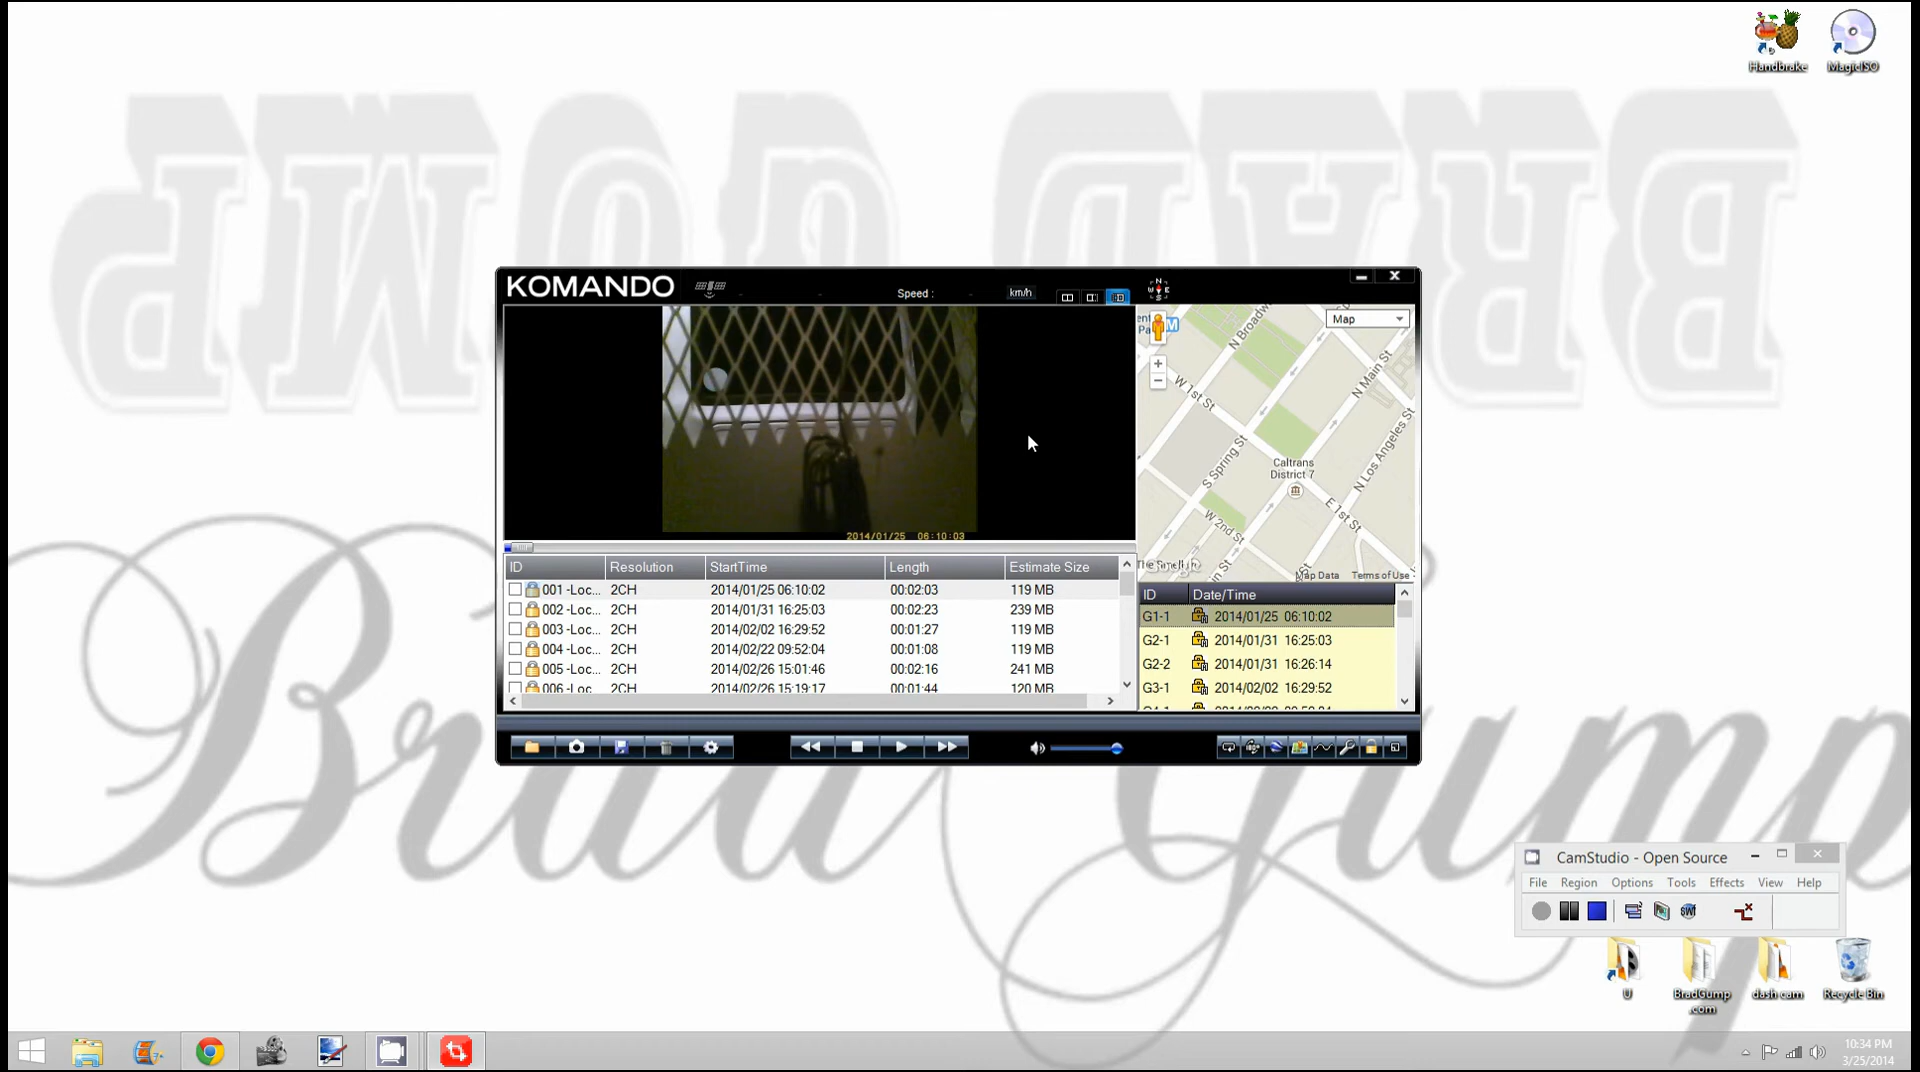 Handbrake
MagicISO
BRAD GUMP
KOMANDO
Speed :
km/h
N
W E
S
Map
N Broadw
N Main St
W 1st St
S Spring St
N Los Angeles St
Caltrans
District 7
E 1st St
W 2nd St
Map Data
Terms of Use
2014/01/25 06:10:03
ID Resolution StartTime Length Estimate Size
001 -Loc... 2CH 2014/01/25 06:10:02 00:02:03 119 MB
002 -Loc... 2CH 2014/01/31 16:25:03 00:02:23 239 MB
003 -Loc... 2CH 2014/02/02 16:29:52 00:01:27 119 MB
004 -Loc... 2CH 2014/02/22 09:52:04 00:01:08 119 MB
005 -Loc... 2CH 2014/02/26 15:01:46 00:02:16 241 MB
006 -Loc... 2CH 2014/02/26 15:19:17 00:01:44 120 MB
ID Date/Time
G1-1 2014/01/25 06:10:02
G2-1 2014/01/31 16:25:03
G2-2 2014/01/31 16:26:14
G3-1 2014/02/02 16:29:52
Brad Gump
CamStudio - Open Source
File Region Options Tools Effects View Help
U
BradGump
.com
dash cam
Recycle Bin
10:34 PM
3/25/2014